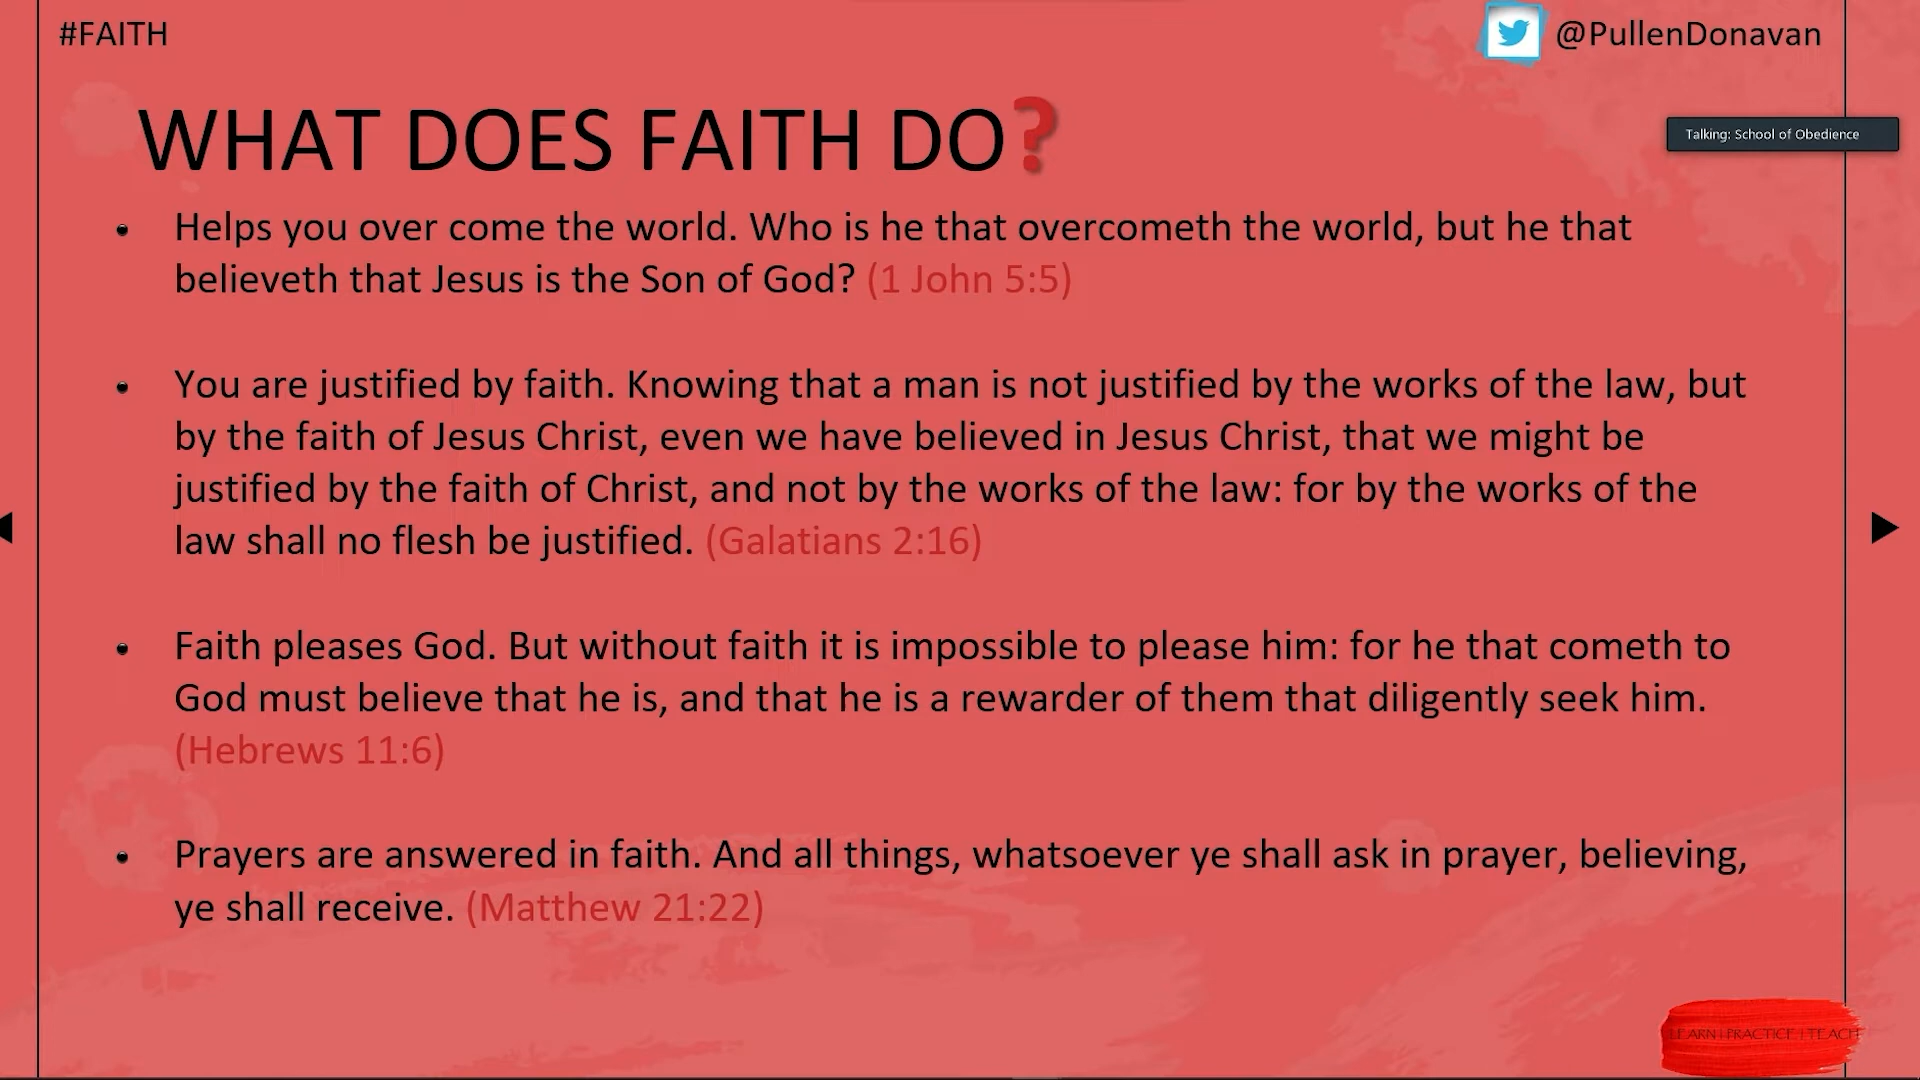 #FAITH
@PullenDonavan
WHAT DOES FAITH DO?
Talking: School of Obedience
• Helps you over come the world. Who is he that overcometh the world, but he that
believeth that Jesus is the Son of God? (1 John 5:5)
• You are justified by faith. Knowing that a man is not justified by the works of the law, but
by the faith of Jesus Christ, even we have believed in Jesus Christ, that we might be
justified by the faith of Christ, and not by the works of the law: for by the works of the
law shall no flesh be justified. (Galatians 2:16)
• Faith pleases God. But without faith it is impossible to please him: for he that cometh to
God must believe that he is, and that he is a rewarder of them that diligently seek him.
(Hebrews 11:6)
• Prayers are answered in faith. And all things, whatsoever ye shall ask in prayer, believing,
ye shall receive. (Matthew 21:22)
LEARN | PRACTICE | TEACH